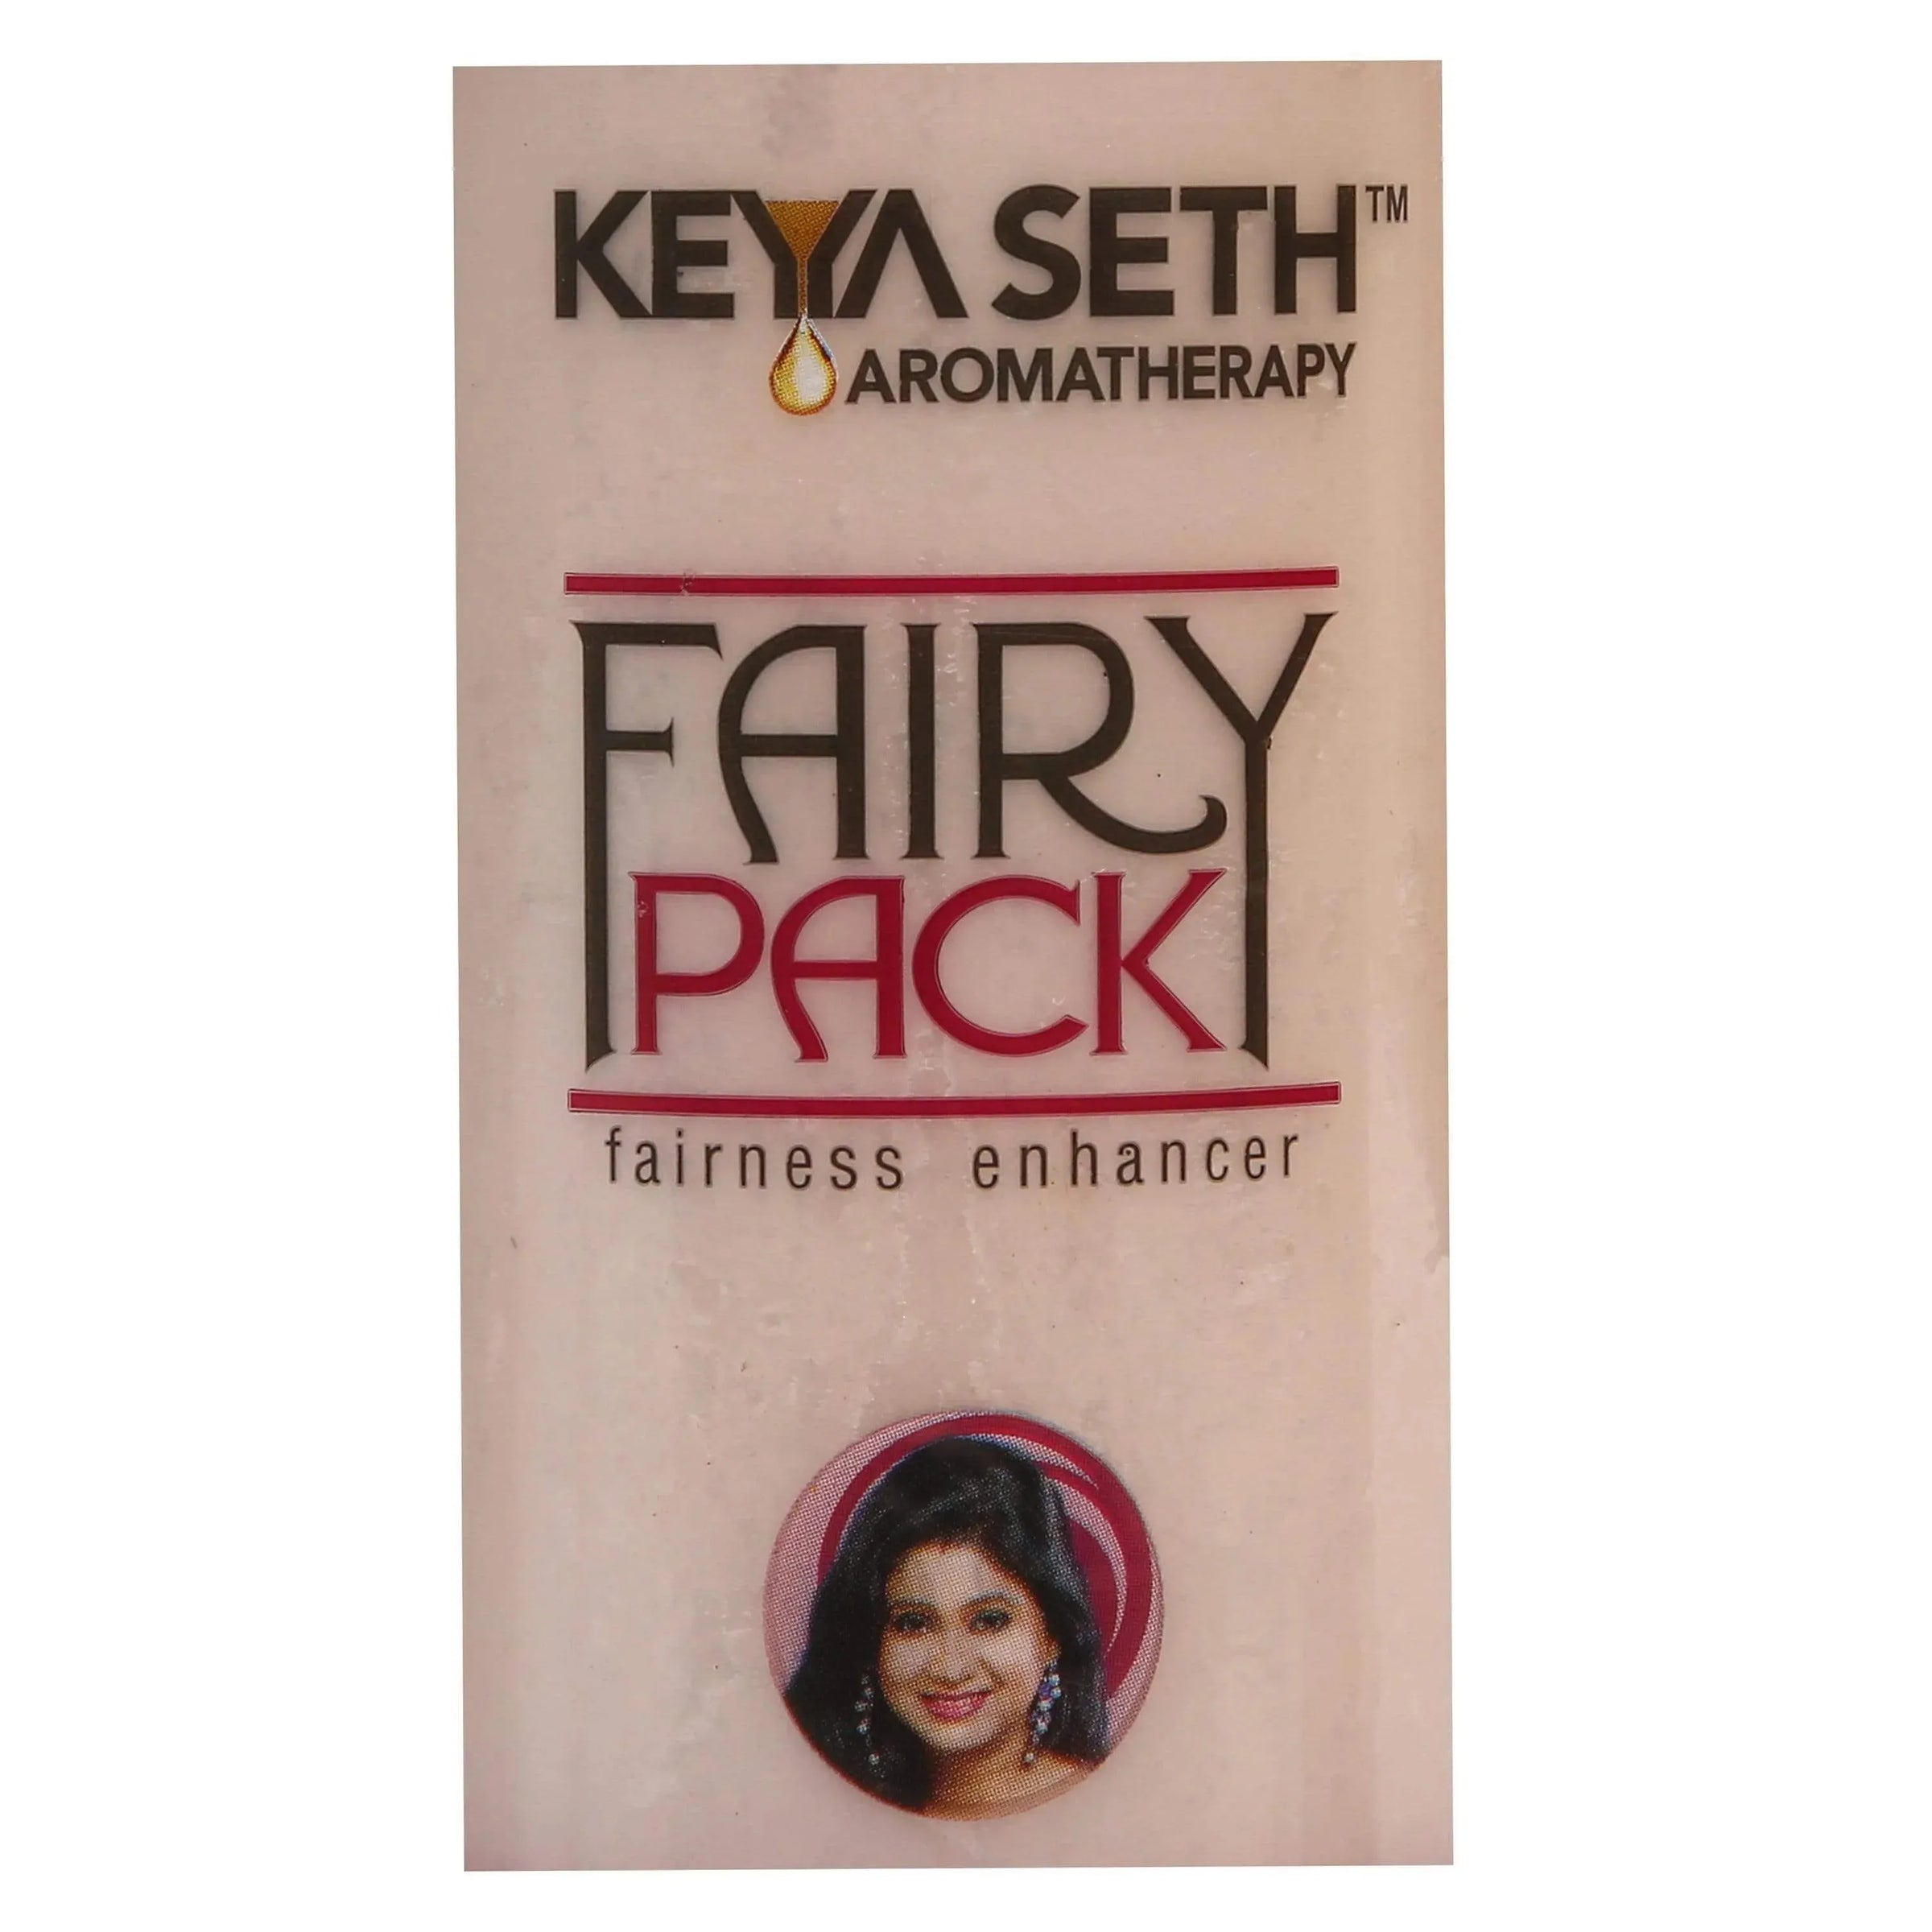 KEYA SETH™
AROMATHERAPY
FAIRY
PACK
fairness enhancer